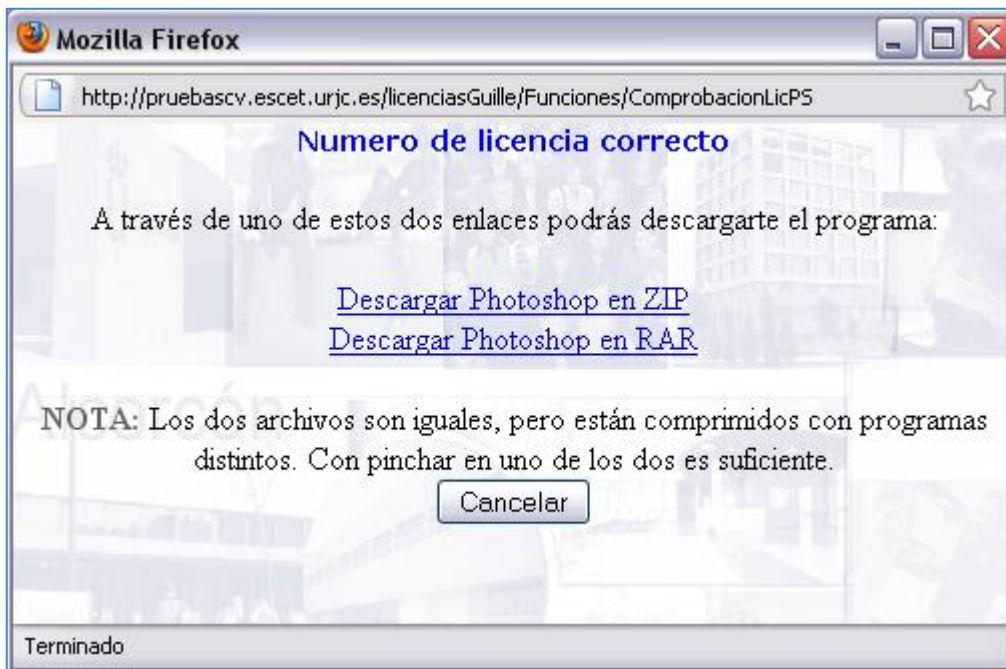 Mozilla Firefox
http://pruebascv.escet.urjc.es/licenciasGuille/Funciones/ComprobacionLicPS
Numero de licencia correcto
A través de uno de estos dos enlaces podrás descargarte el programa:
Descargar Photoshop en ZIP
Descargar Photoshop en RAR
Alcorcón
NOTA: Los dos archivos son iguales, pero están comprimidos con programas
distintos. Con pinchar en uno de los dos es suficiente.
Cancelar
Terminado